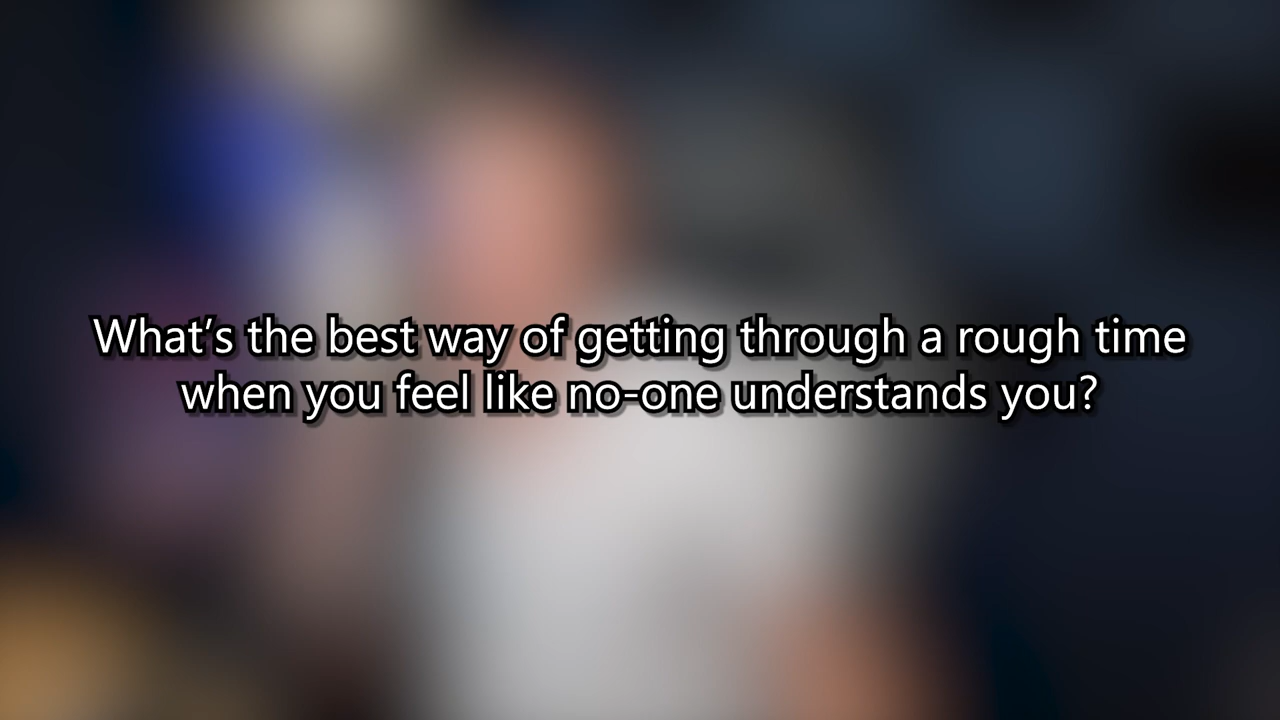 What’s the best way of getting through a rough time
when you feel like no-one understands you?